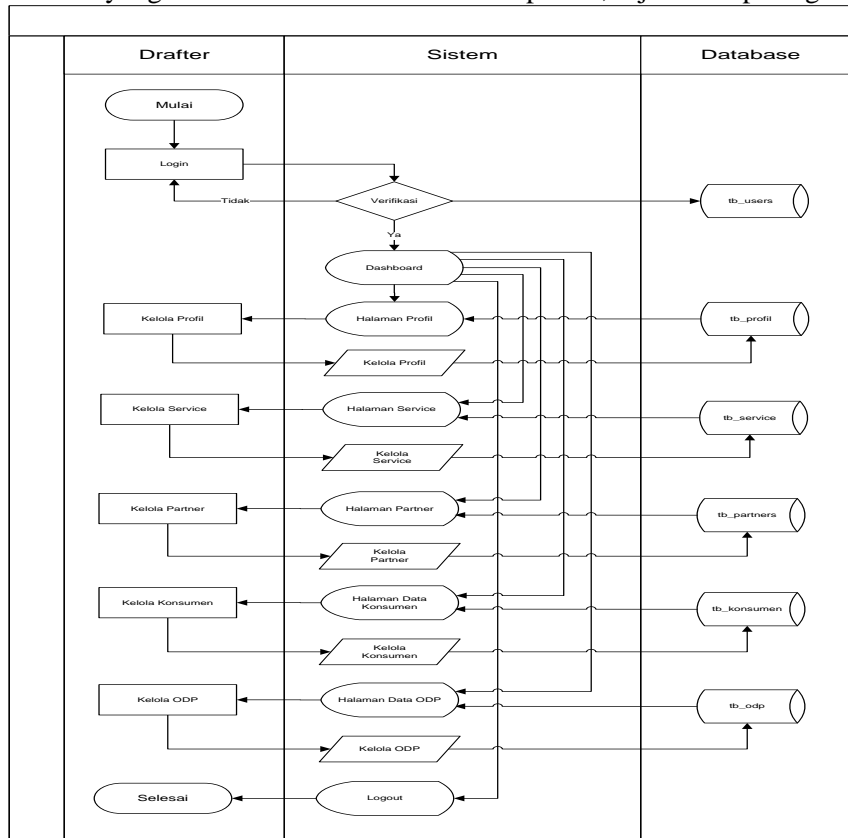 Drafter
Sistem
Database
Mulai
Login
Tidak
Verifikasi
tb_users
Ya
Dashboard
Kelola Profil
Halaman Profil
tb_profil
Kelola Profil
Kelola Service
Halaman Service
tb_service
Kelola
Service
Kelola Partner
Halaman Partner
tb_partners
Kelola
Partner
Kelola Konsumen
Halaman Data
Konsumen
tb_konsumen
Kelola
Konsumen
Kelola ODP
Halaman Data ODP
tb_odp
Kelola ODP
Selesai
Logout